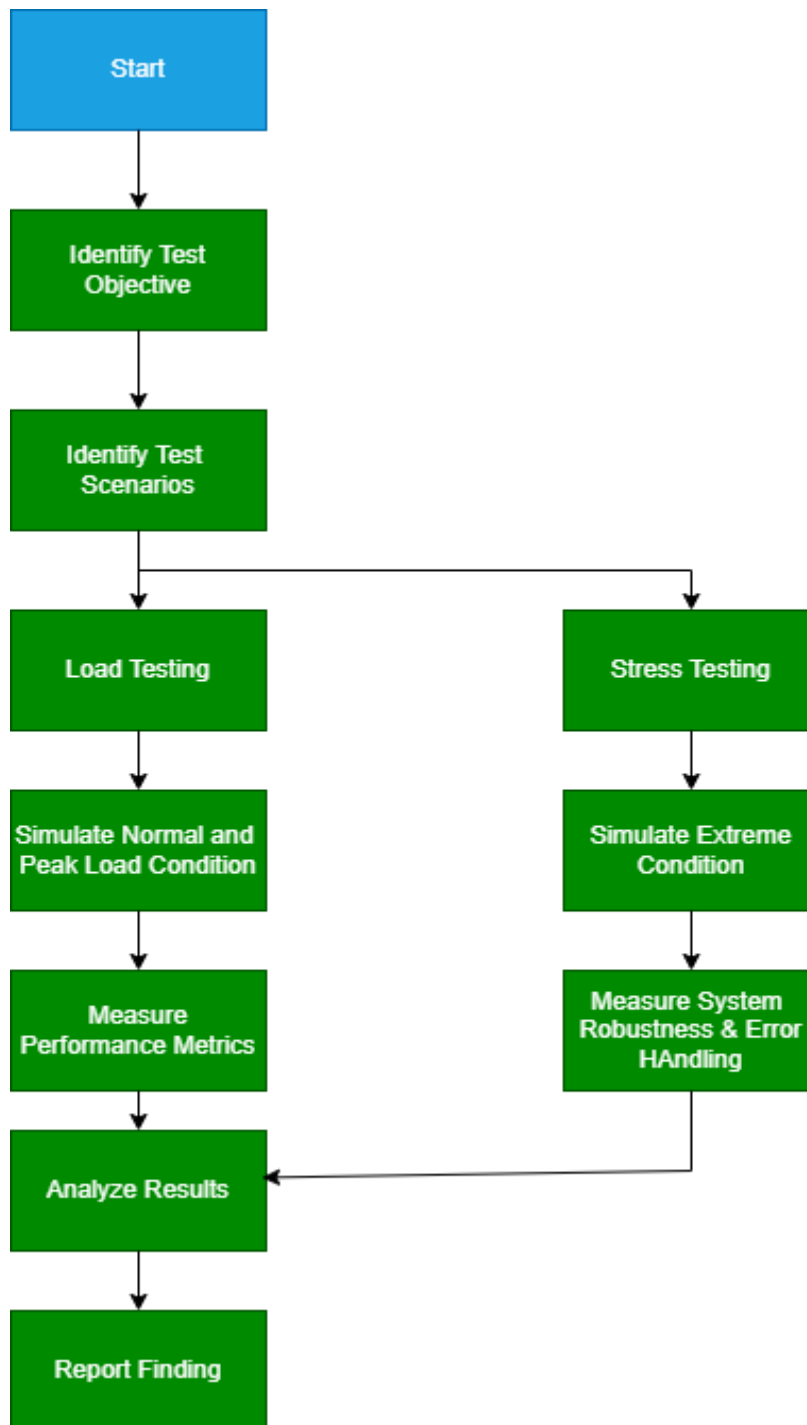 Start
Identify Test
Objective
Identify Test
Scenarios
Load Testing
Stress Testing
Simulate Normal and
Peak Load Condition
Simulate Extreme
Condition
Measure
Performance Metrics
Measure System
Robustness & Error
HAndling
Analyze Results
Report Finding